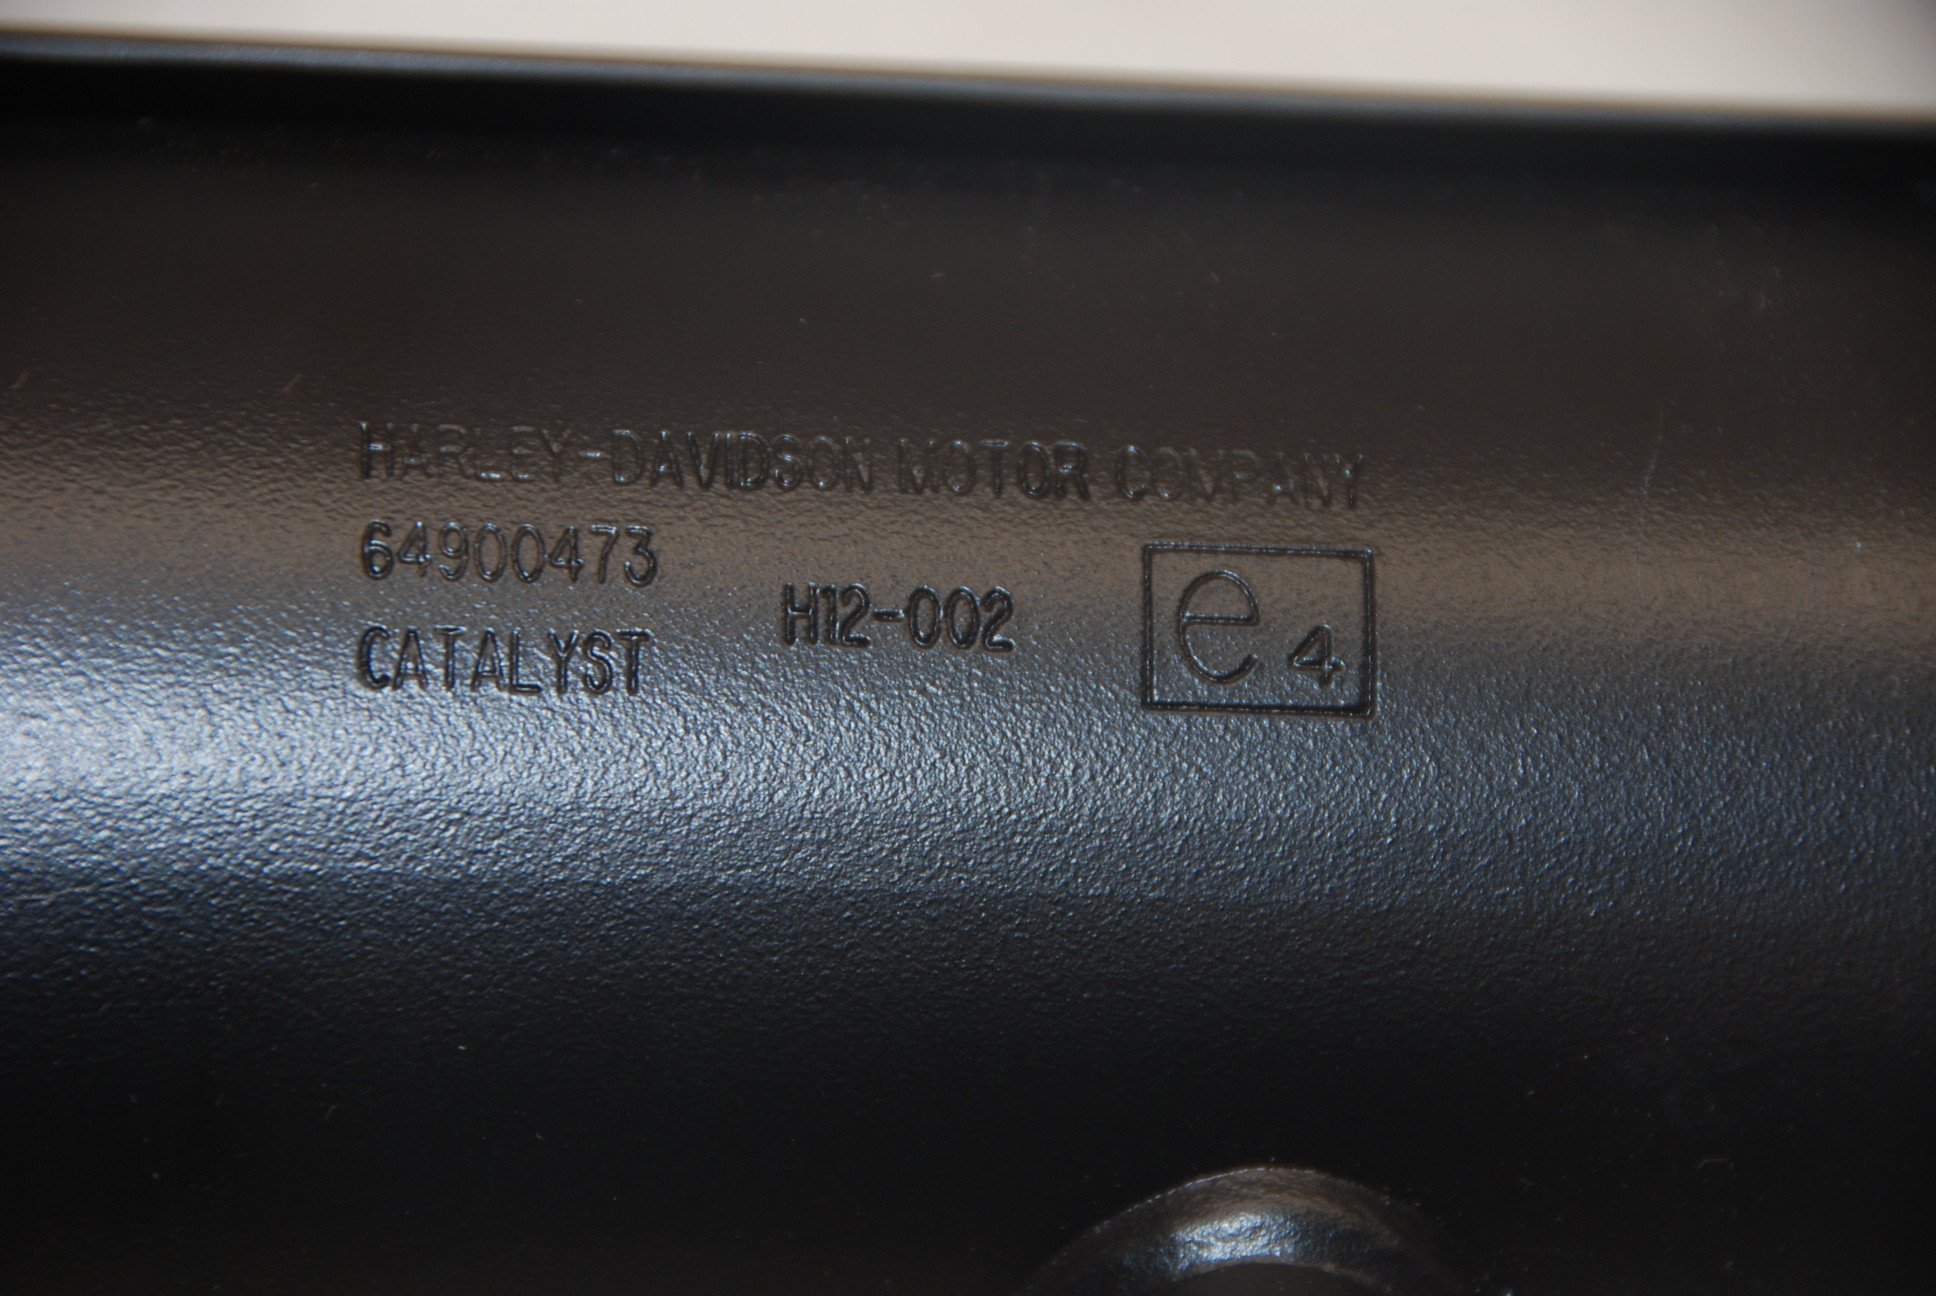 HARLEY-DAVIDSON MOTOR COMPANY
64900473
CATALYST
H12-002
e4